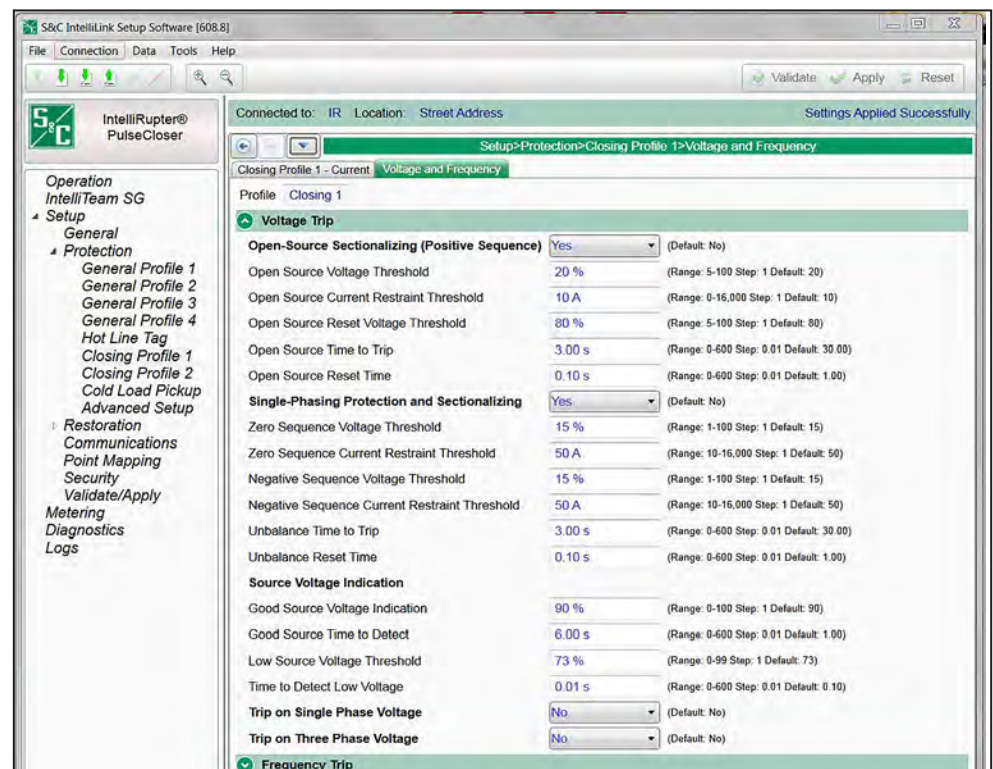 S&C IntelliLink Setup Software [608.8]
File Connection Data Tools Help
Validate Apply Reset
S&C IntelliRupter®
PulseCloser
Connected to: IR Location: Street Address Settings Applied Successfully
Setup>Protection>Closing Profile 1>Voltage and Frequency
Closing Profile 1 - Current Voltage and Frequency
Profile Closing 1
Operation
IntelliTeam SG
Setup
General
Protection
General Profile 1
General Profile 2
General Profile 3
General Profile 4
Hot Line Tag
Closing Profile 1
Closing Profile 2
Cold Load Pickup
Advanced Setup
Restoration
Communications
Point Mapping
Security
Validate/Apply
Metering
Diagnostics
Logs
Voltage Trip
Open-Source Sectionalizing (Positive Sequence) Yes (Default: No)
Open Source Voltage Threshold 20 % (Range: 5-100 Step: 1 Default: 20)
Open Source Current Restraint Threshold 10 A (Range: 0-16,000 Step: 1 Default: 10)
Open Source Reset Voltage Threshold 80 % (Range: 5-100 Step: 1 Default: 80)
Open Source Time to Trip 3.00 s (Range: 0-600 Step: 0.01 Default: 30.00)
Open Source Reset Time 0.10 s (Range: 0-600 Step: 0.01 Default: 1.00)
Single-Phasing Protection and Sectionalizing Yes (Default: No)
Zero Sequence Voltage Threshold 15 % (Range: 1-100 Step: 1 Default: 15)
Zero Sequence Current Restraint Threshold 50 A (Range: 10-16,000 Step: 1 Default: 50)
Negative Sequence Voltage Threshold 15 % (Range: 1-100 Step: 1 Default: 15)
Negative Sequence Current Restraint Threshold 50 A (Range: 10-16,000 Step: 1 Default: 50)
Unbalance Time to Trip 3.00 s (Range: 0-600 Step: 0.01 Default: 30.00)
Unbalance Reset Time 0.10 s (Range: 0-600 Step: 0.01 Default: 1.00)
Source Voltage Indication
Good Source Voltage Indication 90 % (Range: 0-100 Step: 1 Default: 90)
Good Source Time to Detect 6.00 s (Range: 0-600 Step: 0.01 Default: 1.00)
Low Source Voltage Threshold 73 % (Range: 0-99 Step: 1 Default: 73)
Time to Detect Low Voltage 0.01 s (Range: 0-600 Step: 0.01 Default: 0.10)
Trip on Single Phase Voltage No (Default: No)
Trip on Three Phase Voltage No (Default: No)
Frequency Trip